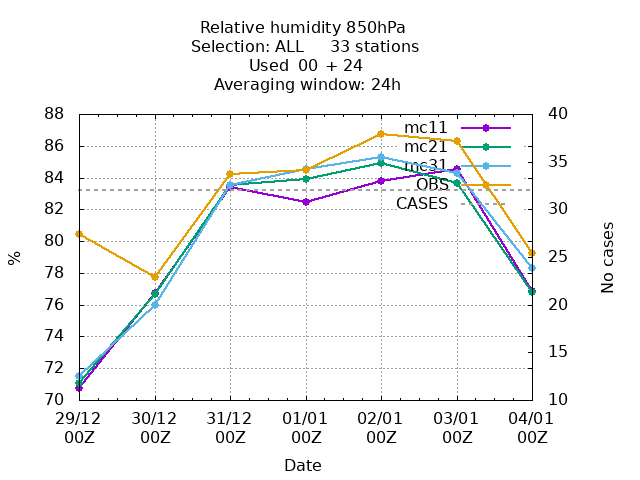 Relative humidity 850hPa
Selection: ALL 33 stations
Used 00 + 24
Averaging window: 24h
88 40
86 mc11
mc21
84 mc31 35
OBS
82 CASES 30
80
78 25
76 20
74
72 15
70 10
% No cases
29/12 30/12 31/12 01/01 02/01 03/01 04/01
00Z 00Z 00Z 00Z 00Z 00Z 00Z
Date